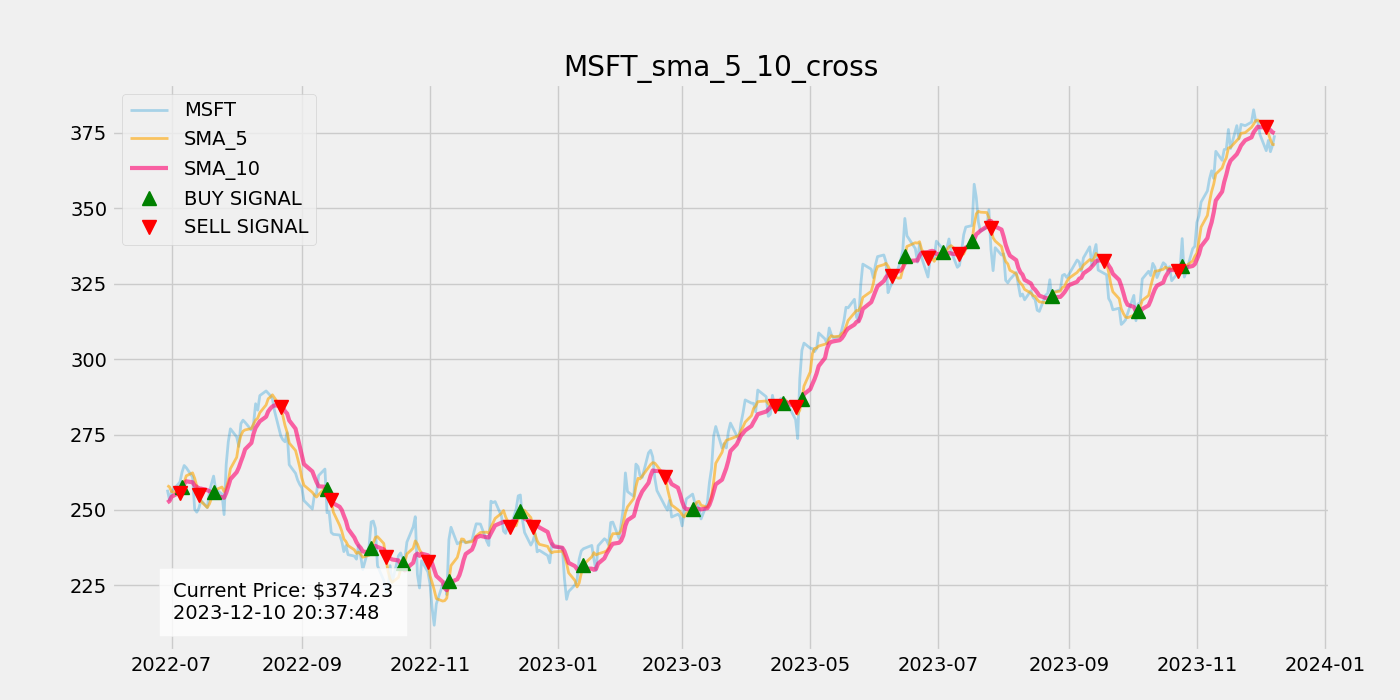 MSFT_sma_5_10_cross
MSFT
SMA_5
SMA_10
BUY SIGNAL
SELL SIGNAL
375
350
325
300
275
250
225
Current Price: $374.23
2023-12-10 20:37:48
2022-07 2022-09 2022-11 2023-01 2023-03 2023-05 2023-07 2023-09 2023-11 2024-01